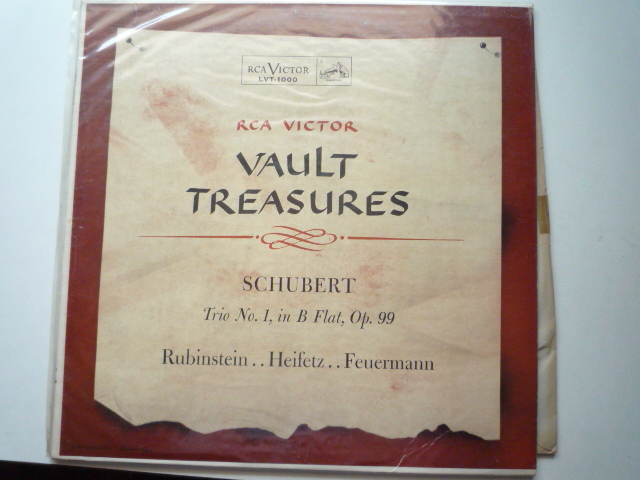 RCA VICTOR
LVT-1000
RCA VICTOR
VAULT
TREASURES
SCHUBERT
Trio No. 1, in B Flat, Op. 99
Rubinstein . . Heifetz . . Feuermann